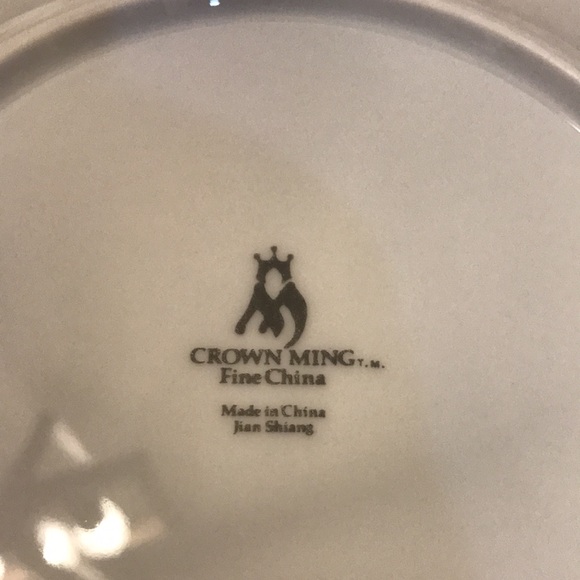 CROWN MING T.M.
Fine China
Made in China
Jian Shiang